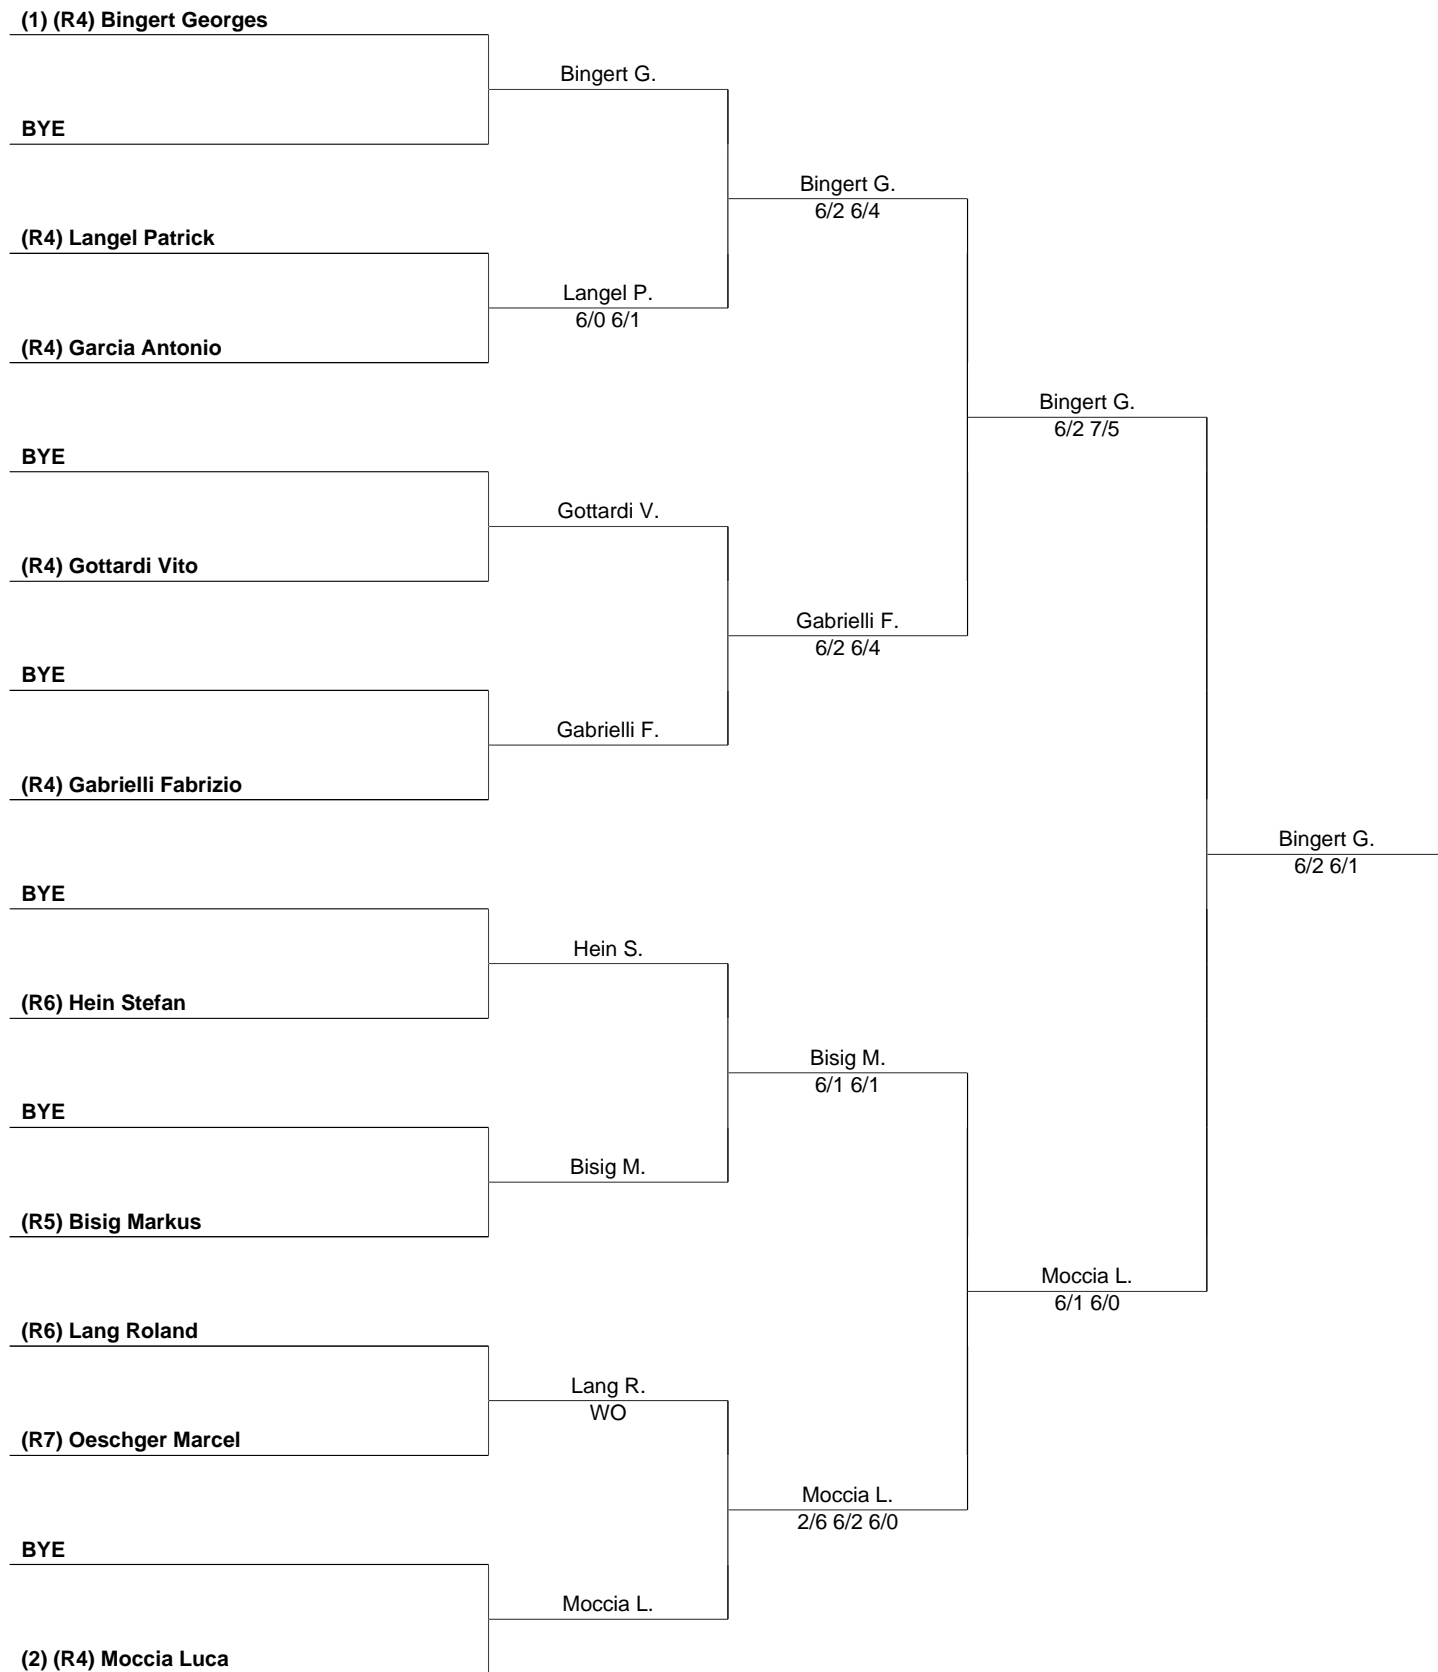 (1) (R4) Bingert Georges
Bingert G.
BYE
Bingert G.
6/2 6/4
(R4) Langel Patrick
Langel P.
6/0 6/1
(R4) Garcia Antonio
Bingert G.
6/2 7/5
BYE
Gottardi V.
(R4) Gottardi Vito
Gabrielli F.
6/2 6/4
BYE
Gabrielli F.
(R4) Gabrielli Fabrizio
Bingert G.
6/2 6/1
BYE
Hein S.
(R6) Hein Stefan
Bisig M.
6/1 6/1
BYE
Bisig M.
(R5) Bisig Markus
Moccia L.
6/1 6/0
(R6) Lang Roland
Lang R.
WO
(R7) Oeschger Marcel
Moccia L.
2/6 6/2 6/0
BYE
Moccia L.
(2) (R4) Moccia Luca